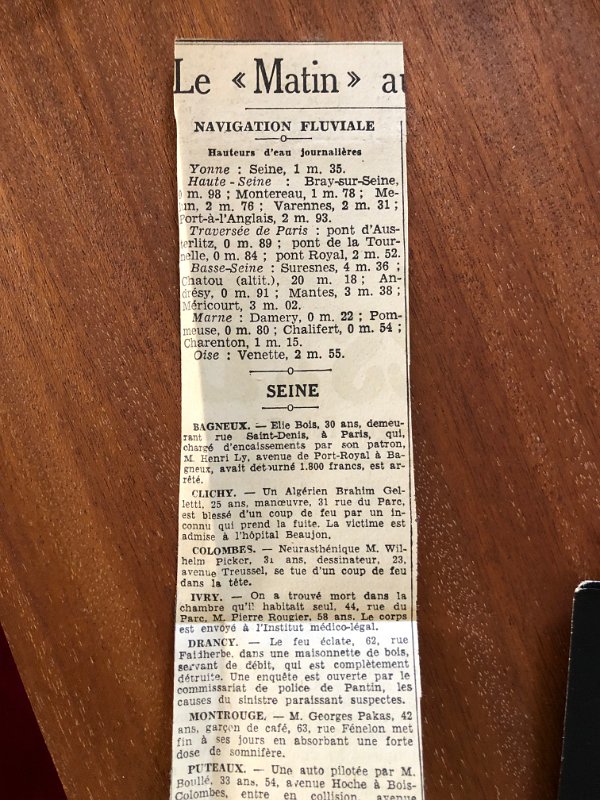 Le « Matin » au
NAVIGATION FLUVIALE
Hauteurs d'eau journalières
Yonne : Seine, 1 m. 35.
Haute-Seine : Bray-sur-Seine,
m. 98 ; Montereau, 1 m. 78 ; Me-
un, 2 m. 76 ; Varennes, 2 m. 31 ;
Port-à-l'Anglais, 2 m. 93.
Traversée de Paris : pont d'Aus-
terlitz, 0 m. 89 ; pont de la Tour-
nelle, 0 m. 84 ; pont Royal, 2 m. 52.
Basse-Seine : Suresnes, 4 m. 36 ;
Chatou (altit.), 20 m. 18 ; An-
drésy, 0 m. 91 ; Mantes, 3 m. 38 ;
Méricourt, 3 m. 02.
Marne : Damery, 0 m. 22 ; Pom-
meuse, 0 m. 80 ; Chalifert, 0 m. 54 ;
Charenton, 1 m. 15.
Oise : Venette, 2 m. 55.
SEINE
BAGNEUX. — Elie Bois, 30 ans, demeu-
rant rue Saint-Denis, à Paris, qui,
chargé d'encaissements par son patron,
M. Henri Ly, avenue de Port-Royal à Ba-
gneux, avait détourné 1.800 francs, est ar-
rêté.
CLICHY. — Un Algérien Brahim Gel-
letti, 25 ans, manœuvre, 31 rue du Parc,
est blessé d'un coup de feu par un in-
connu qui prend la fuite. La victime est
admise à l'hôpital Beaujon.
COLOMBES. — Neurasthénique M. Wil-
helm Picker, 31 ans, dessinateur, 23,
avenue Treussel, se tue d'un coup de feu
dans la tête.
IVRY. — On a trouvé mort dans la
chambre qu'il habitait seul, 44, rue du
Parc, M. Pierre Rougier, 58 ans. Le corps
est envoyé à l'Institut médico-légal.
DRANCY. — Le feu éclate, 62, rue
Faidherbe, dans une maisonnette de bois,
servant de débit, qui est complètement
détruite. Une enquête est ouverte par le
commissariat de police de Pantin, les
causes du sinistre paraissant suspectes.
MONTROUGE. — M. Georges Pakas, 42
ans, garçon de café, 63, rue Fénelon met
fin à ses jours en absorbant une forte
dose de somnifère.
PUTEAUX. — Une auto pilotée par M.
Boullé, 33 ans, 54, avenue Hoche à Bois-
Colombes, entre en collision, avenue